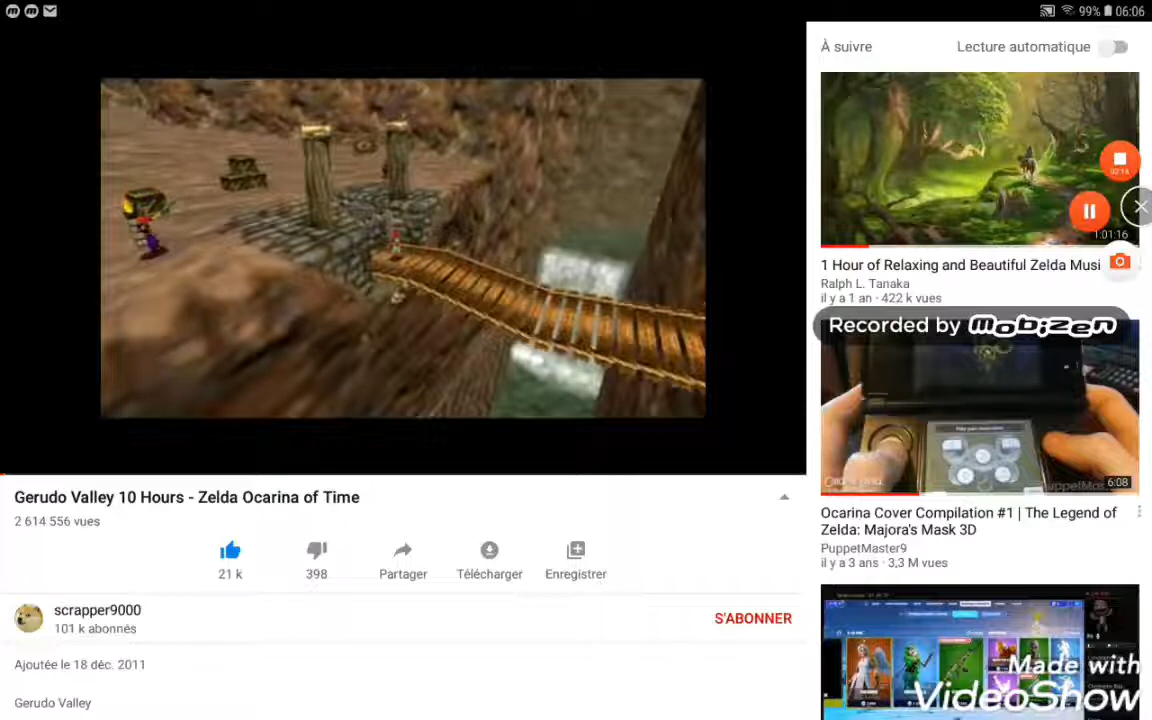 99% 06:06
À suivre
Lecture automatique
02:16
1:01:16
1 Hour of Relaxing and Beautiful Zelda Musi
Ralph L. Tanaka
il y a 1 an · 422 k vues
Recorded by mobizen
6:08
Ocarina Cover Compilation #1 | The Legend of
Zelda: Majora's Mask 3D
PuppetMaster9
il y a 3 ans · 3,3 M vues
Made with
VideoShow
Gerudo Valley 10 Hours - Zelda Ocarina of Time
2 614 556 vues
21 k
398
Partager
Télécharger
Enregistrer
scrapper9000
101 k abonnés
S'ABONNER
Ajoutée le 18 déc. 2011
Gerudo Valley